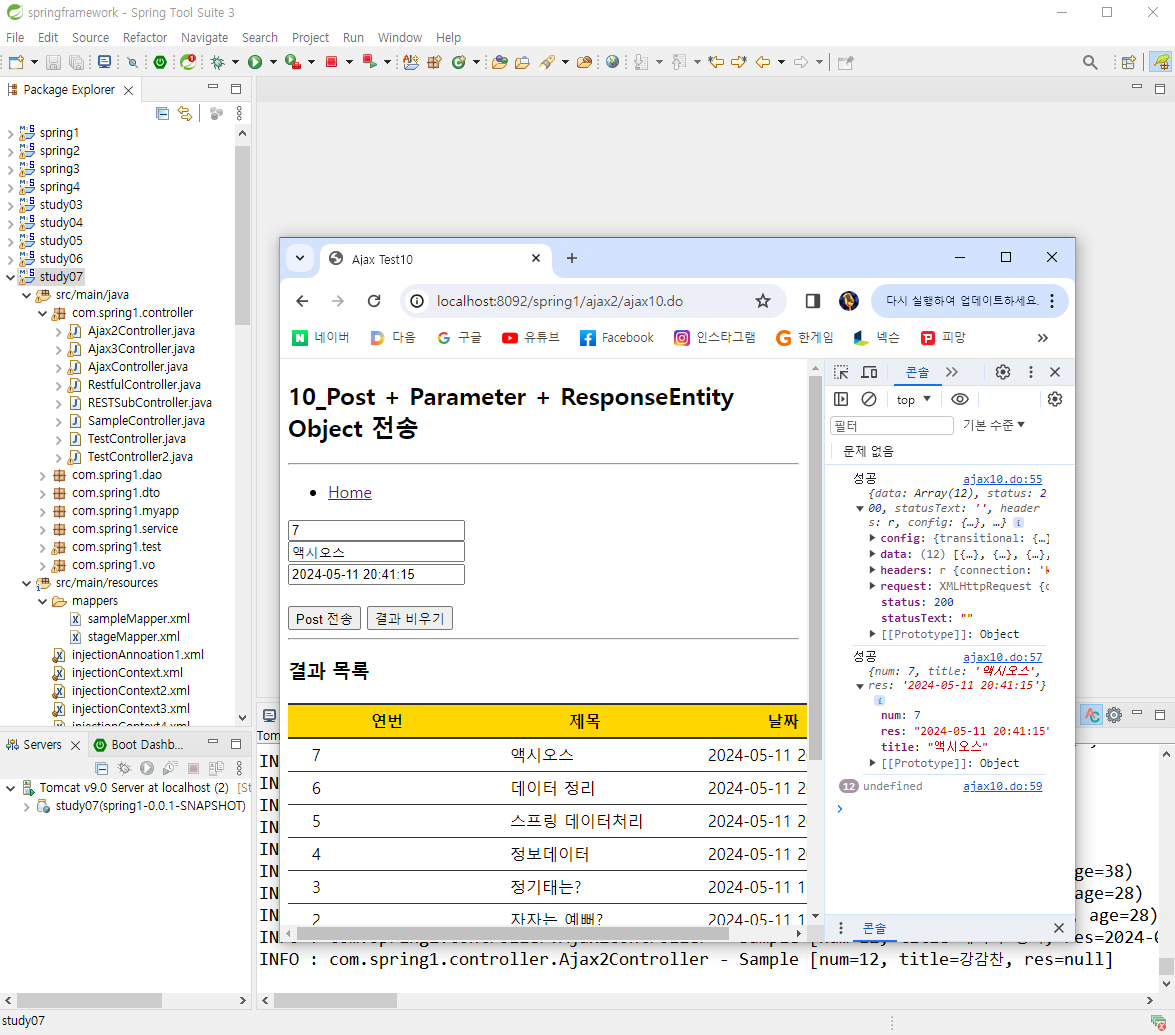 springframework - Spring Tool Suite 3
File Edit Source Refactor Navigate Search Project Run Window Help
Package Explorer
spring1
spring2
spring3
spring4
study03
study04
study05
study06
study07
src/main/java
com.spring1.controller
Ajax2Controller.java
Ajax3Controller.java
AjaxController.java
RestfulController.java
RESTSubController.java
SampleController.java
TestController.java
TestController2.java
com.spring1.dao
com.spring1.dto
com.spring1.myapp
com.spring1.service
com.spring1.test
com.spring1.vo
src/main/resources
mappers
sampleMapper.xml
stageMapper.xml
injectionAnnoation1.xml
injectionContext.xml
injectionContext2.xml
injectionContext3.xml
injectionContext4.xml
Servers
Boot Dashb...
Tomcat v9.0 Server at localhost (2) [St
study07(spring1-0.0.1-SNAPSHOT)
study07
Ajax Test10
localhost:8092/spring1/ajax2/ajax10.do
다시 실행하여 업데이트하세요.
네이버 다음 구글 유튜브 Facebook 인스타그램 한게임 넥슨 피망
10_Post + Parameter + ResponseEntity
Object 전송
Home
7
액시오스
2024-05-11 20:41:15
Post 전송 결과 비우기
결과 목록
연번 제목 날짜
7 액시오스 2024-05-11 2
6 데이터 정리 2024-05-11 2
5 스프링 데이터처리 2024-05-11 2
4 정보데이터 2024-05-11 2
3 정기태는? 2024-05-11 1
2 자자는 예뻐? 2024-05-11 1
콘솔
top
필터 기본 수준
문제 없음
성공 ajax10.do:55
{data: Array(12), status: 2
00, statusText: '', header
s: r, config: {…}, …}
config: {transitional: {…
data: (12) [{…}, {…}, {…},
headers: r {connection: 'k
request: XMLHttpRequest {c
status: 200
statusText: ""
[[Prototype]]: Object
성공 ajax10.do:57
{num: 7, title: '액시오스',
res: '2024-05-11 20:41:15'}
num: 7
res: "2024-05-11 20:41:15"
title: "액시오스"
[[Prototype]]: Object
12 undefined ajax10.do:59
콘솔
Tom
IN
IN
IN
IN
IN
IN age=38)
IN age=28)
IN , age=28)
INFO : com.spring1.controller.Ajax2Controller - Sample [num=12, title=강감찬, res=null]